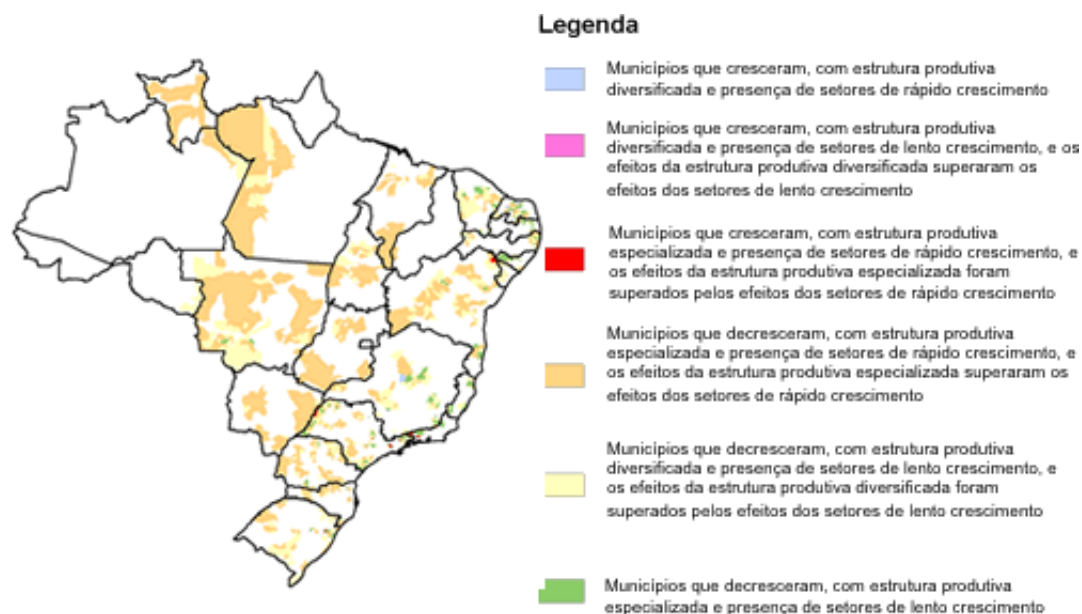 Legenda
Municípios que cresceram, com estrutura produtiva
diversificada e presença de setores de rápido crescimento
Municípios que cresceram, com estrutura produtiva
diversificada e presença de setores de lento crescimento, e os
efeitos da estrutura produtiva diversificada superaram os
efeitos dos setores de lento crescimento
Municípios que cresceram, com estrutura produtiva
especializada e presença de setores de rápido crescimento, e
os efeitos da estrutura produtiva especializada foram
superados pelos efeitos dos setores de rápido crescimento
Municípios que decresceram, com estrutura produtiva
especializada e presença de setores de rápido crescimento, e
os efeitos da estrutura produtiva especializada superaram os
efeitos dos setores de rápido crescimento
Municípios que decresceram, com estrutura produtiva
diversificada e presença de setores de lento crescimento, e
os efeitos da estrutura produtiva diversificada foram
superados pelos efeitos dos setores de lento crescimento
Municípios que decresceram, com estrutura produtiva
especializada e presença de setores de lento crescimento